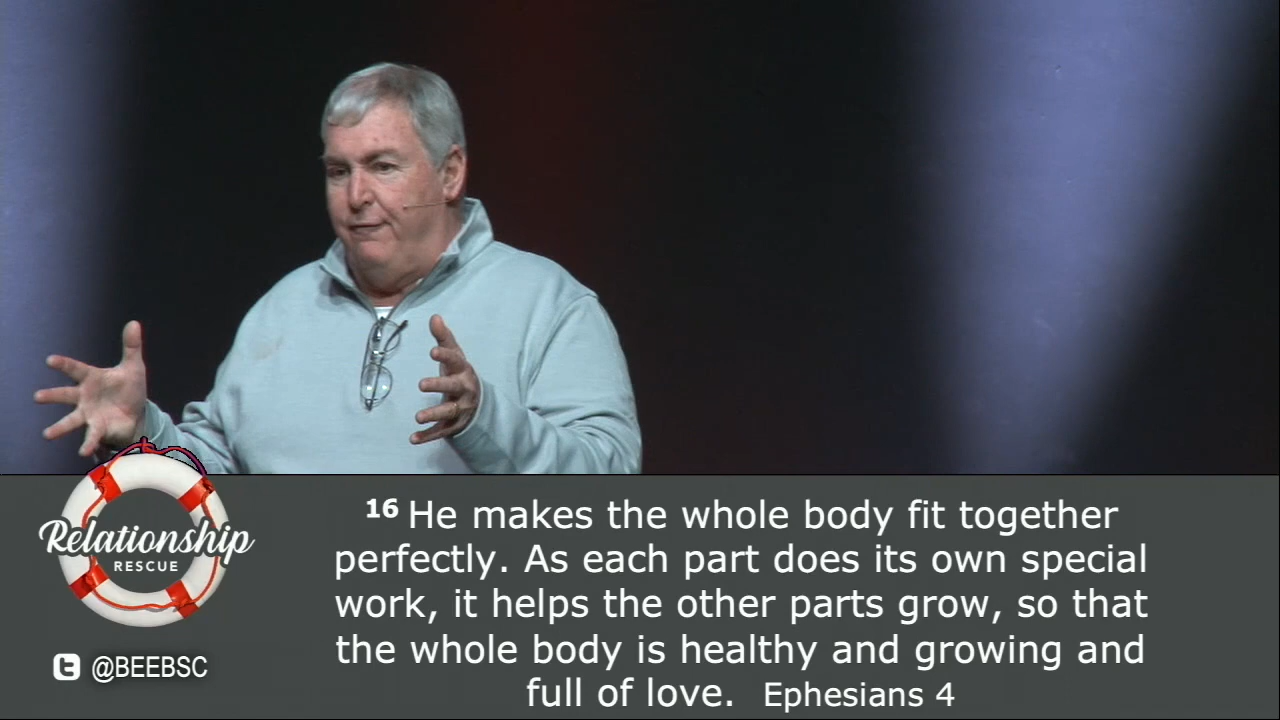 16 He makes the whole body fit together
perfectly. As each part does its own special
work, it helps the other parts grow, so that
the whole body is healthy and growing and
full of love. Ephesians 4
Relationship
RESCUE
@BEEBSC